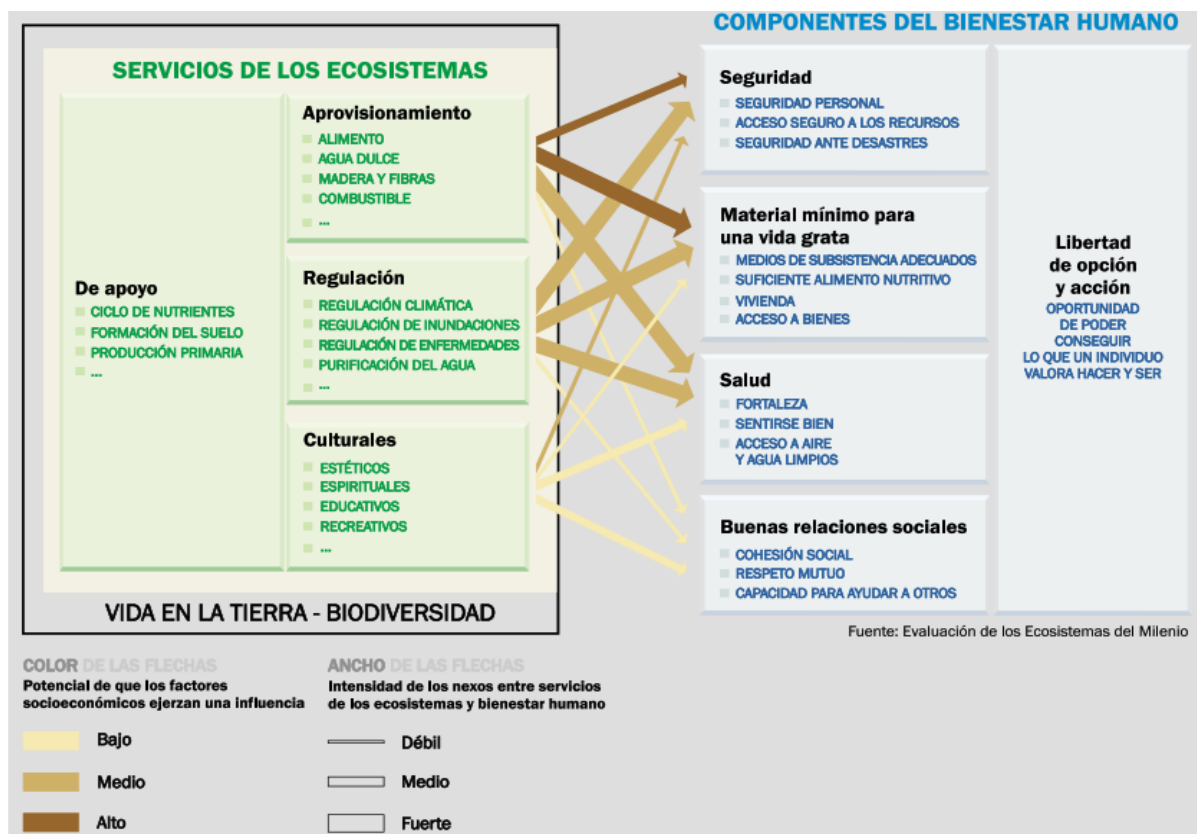 COMPONENTES DEL BIENESTAR HUMANO
SERVICIOS DE LOS ECOSISTEMAS
De apoyo
CICLO DE NUTRIENTES
FORMACIÓN DEL SUELO
PRODUCCIÓN PRIMARIA
...
Aprovisionamiento
ALIMENTO
AGUA DULCE
MADERA Y FIBRAS
COMBUSTIBLE
...
Regulación
REGULACIÓN CLIMÁTICA
REGULACIÓN DE INUNDACIONES
REGULACIÓN DE ENFERMEDADES
PURIFICACIÓN DEL AGUA
...
Culturales
ESTÉTICOS
ESPIRITUALES
EDUCATIVOS
RECREATIVOS
...
VIDA EN LA TIERRA - BIODIVERSIDAD
Seguridad
SEGURIDAD PERSONAL
ACCESO SEGURO A LOS RECURSOS
SEGURIDAD ANTE DESASTRES
Material mínimo para
una vida grata
MEDIOS DE SUBSISTENCIA ADECUADOS
SUFICIENTE ALIMENTO NUTRITIVO
VIVIENDA
ACCESO A BIENES
Salud
FORTALEZA
SENTIRSE BIEN
ACCESO A AIRE
Y AGUA LIMPIOS
Buenas relaciones sociales
COHESIÓN SOCIAL
RESPETO MUTUO
CAPACIDAD PARA AYUDAR A OTROS
Libertad
de opción
y acción
OPORTUNIDAD
DE PODER
CONSEGUIR
LO QUE UN INDIVIDUO
VALORA HACER Y SER
Fuente: Evaluación de los Ecosistemas del Milenio
COLOR DE LAS FLECHAS
Potencial de que los factores
socioeconómicos ejerzan una influencia
Bajo
Medio
Alto
ANCHO DE LAS FLECHAS
Intensidad de los nexos entre servicios
de los ecosistemas y bienestar humano
Débil
Medio
Fuerte